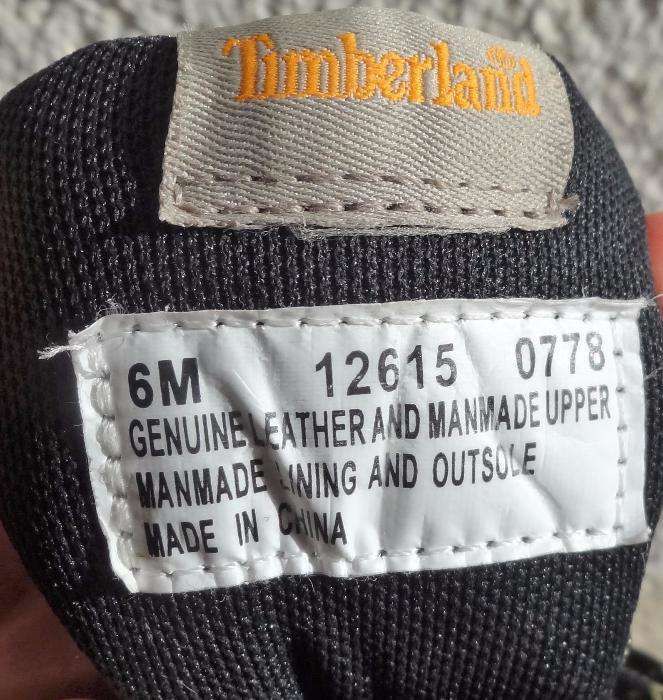 Timberland
6M 12615 0778
GENUINE LEATHER AND MANMADE UPPER
MANMADE LINING AND OUTSOLE
MADE IN CHINA